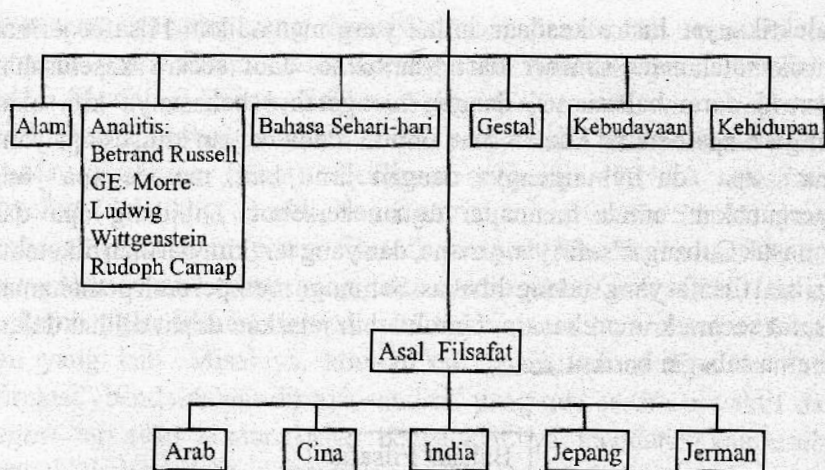 Alam
Analitis:
Betrand Russell
GE. Morre
Ludwig
Wittgenstein
Rudoph Carnap
Bahasa Sehari-hari
Gestal
Kebudayaan
Kehidupan
Asal Filsafat
Arab
Cina
India
Jepang
Jerman